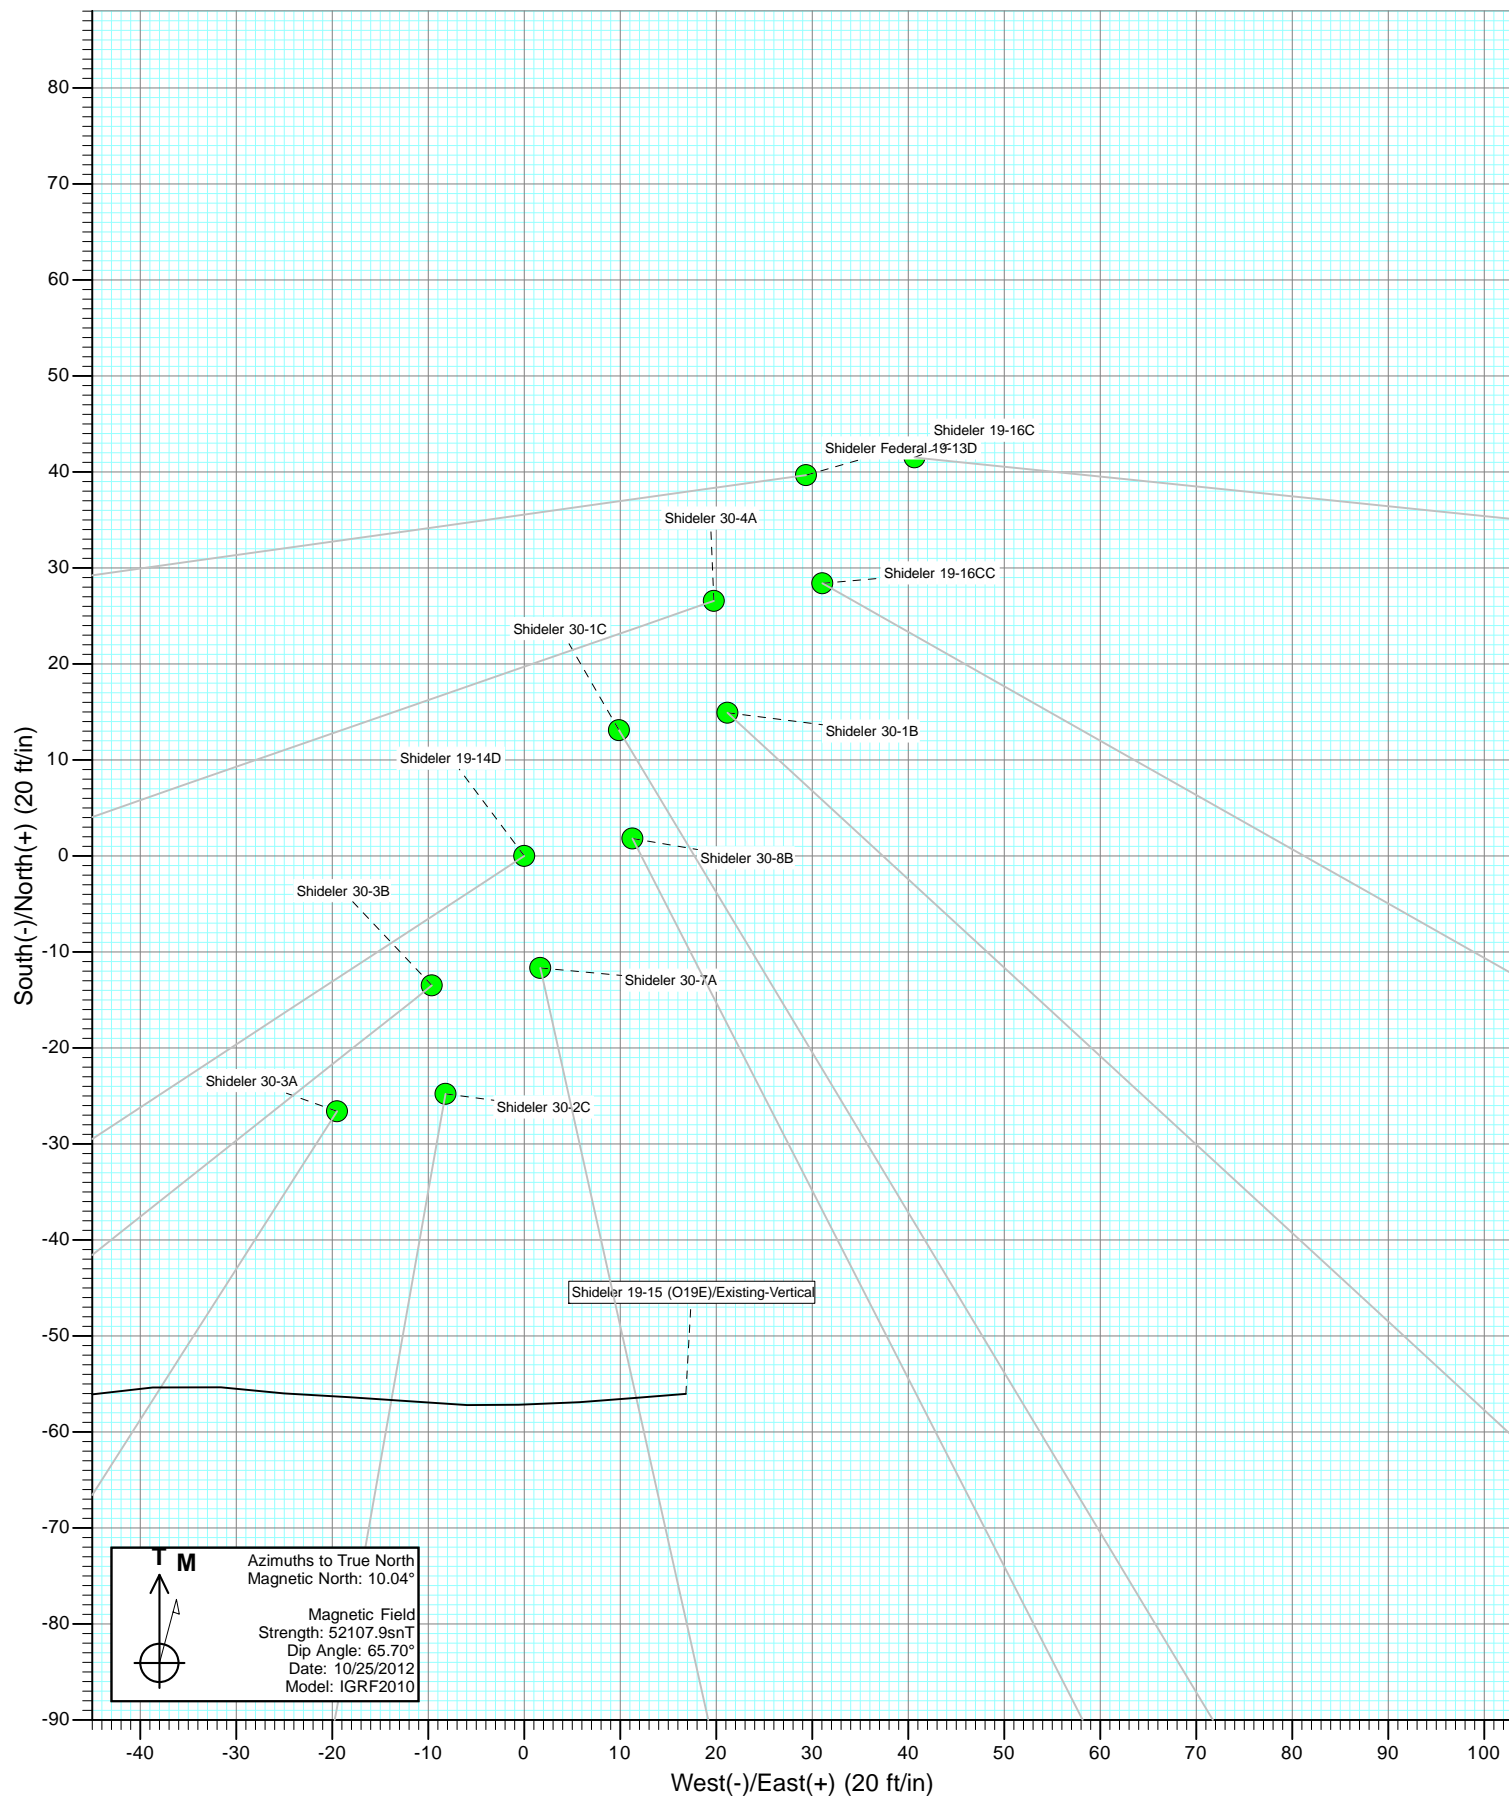 80
70
60
50
40
30
20
10
0
-10
-20
-30
-40
-50
-60
-70
-80
-90
South(-)/North(+) (20 ft/in)
Shideler 19-16C
Shideler Federal 19-13D
Shideler 30-4A
Shideler 19-16CC
Shideler 30-1C
Shideler 30-1B
Shideler 19-14D
Shideler 30-8B
Shideler 30-3B
Shideler 30-7A
Shideler 30-3A
Shideler 30-2C
Shideler 19-15 (O19E)/Existing-Vertical
T M
Azimuths to True North
Magnetic North: 10.04°
Magnetic Field
Strength: 52107.9snT
Dip Angle: 65.70°
Date: 10/25/2012
Model: IGRF2010
-40 -30 -20 -10 0 10 20 30 40 50 60 70 80 90 100
West(-)/East(+) (20 ft/in)